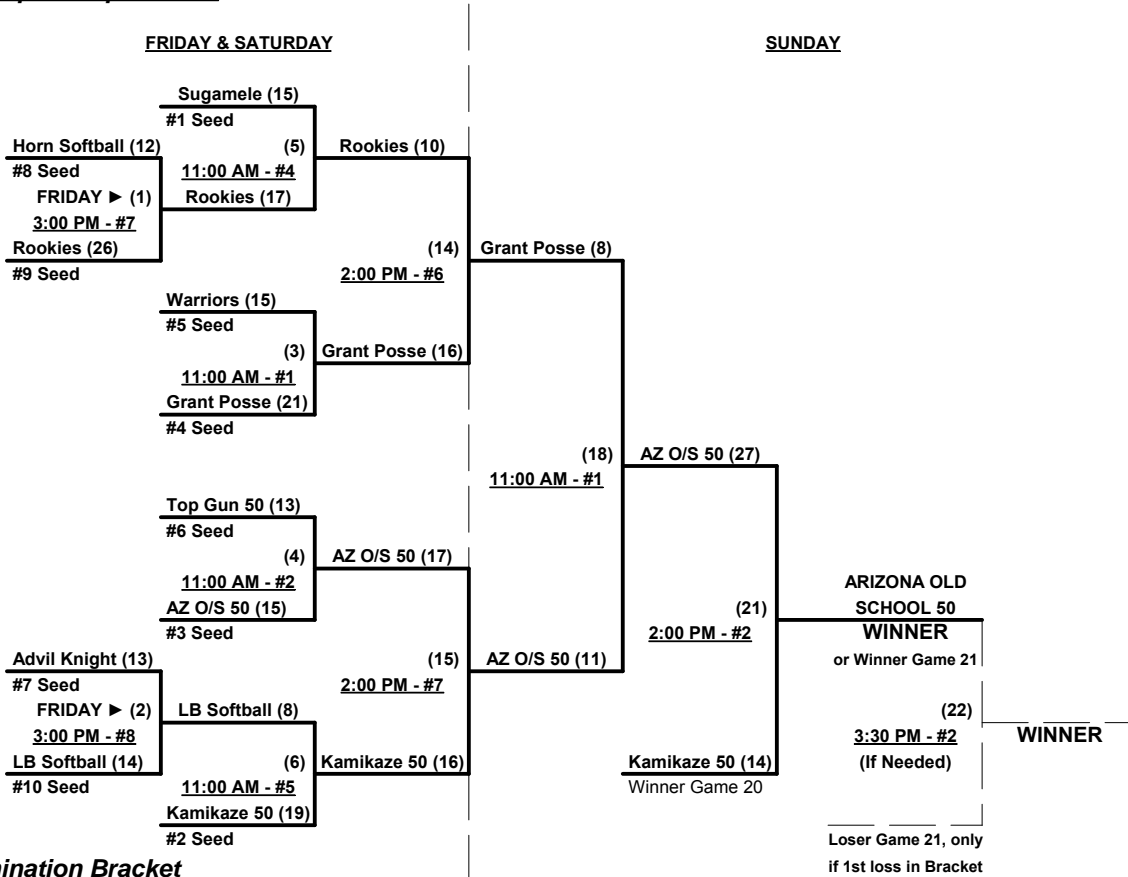 FRIDAY & SATURDAY
SUNDAY
Sugamele (15)
#1 Seed
Horn Softball (12)
(5)
Rookies (10)
#8 Seed
11:00 AM - #4
FRIDAY ► (1)
Rookies (17)
3:00 PM - #7
Rookies (26)
(14)
Grant Posse (8)
#9 Seed
2:00 PM - #6
Warriors (15)
#5 Seed
(3)
Grant Posse (16)
11:00 AM - #1
Grant Posse (21)
#4 Seed
(18)
AZ O/S 50 (27)
11:00 AM - #1
Top Gun 50 (13)
#6 Seed
(4)
AZ O/S 50 (17)
11:00 AM - #2
ARIZONA OLD
AZ O/S 50 (15)
(21)
SCHOOL 50
#3 Seed
2:00 PM - #2
WINNER
Advil Knight (13)
(15)
AZ O/S 50 (11)
or Winner Game 21
#7 Seed
2:00 PM - #7
FRIDAY ► (2)
LB Softball (8)
(22)
3:00 PM - #8
3:30 PM - #2
WINNER
LB Softball (14)
(6)
Kamikaze 50 (16)
Kamikaze 50 (14)
(If Needed)
#10 Seed
11:00 AM - #5
Winner Game 20
Kamikaze 50 (19)
#2 Seed
Loser Game 21, only
if 1st loss in Bracket
Bracket